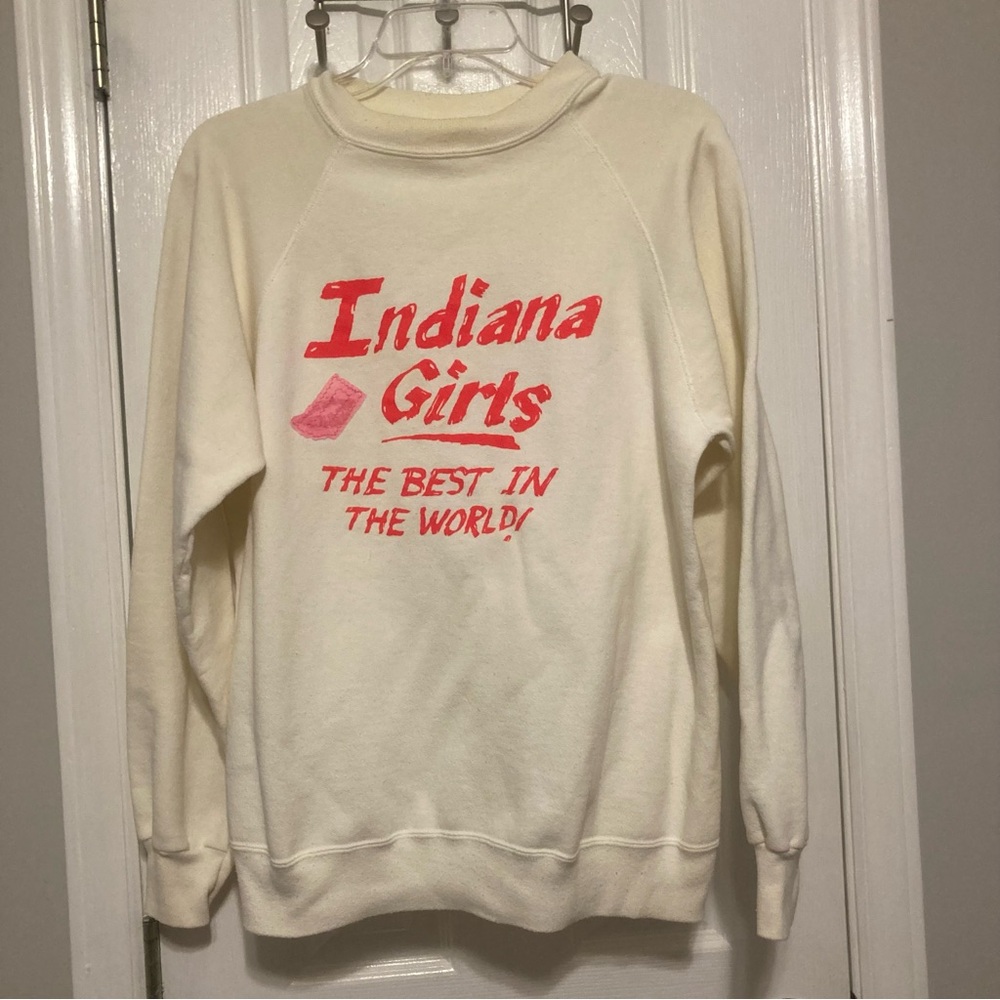 Indiana
Girls
THE BEST IN
THE WORLD!